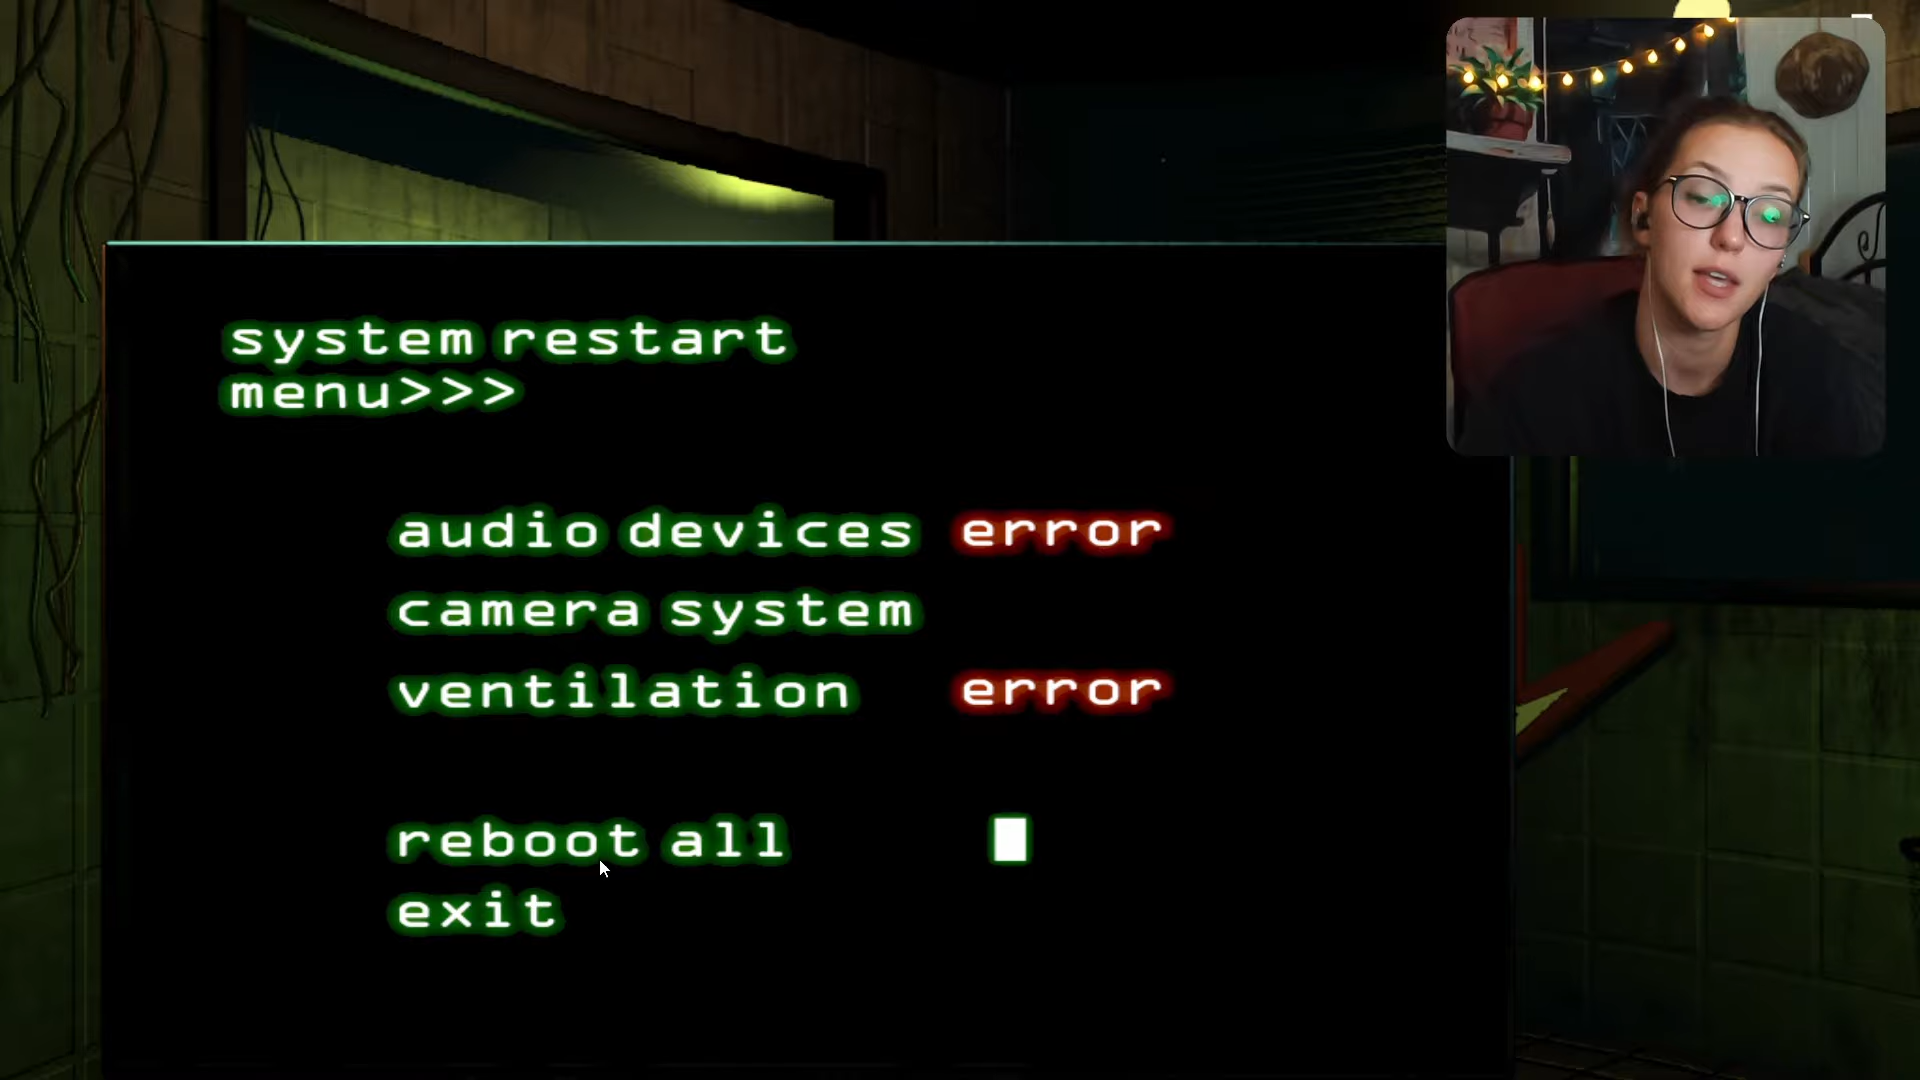 system restart
menu>>>
audio devices error
camera system
ventilation error
reboot all
exit